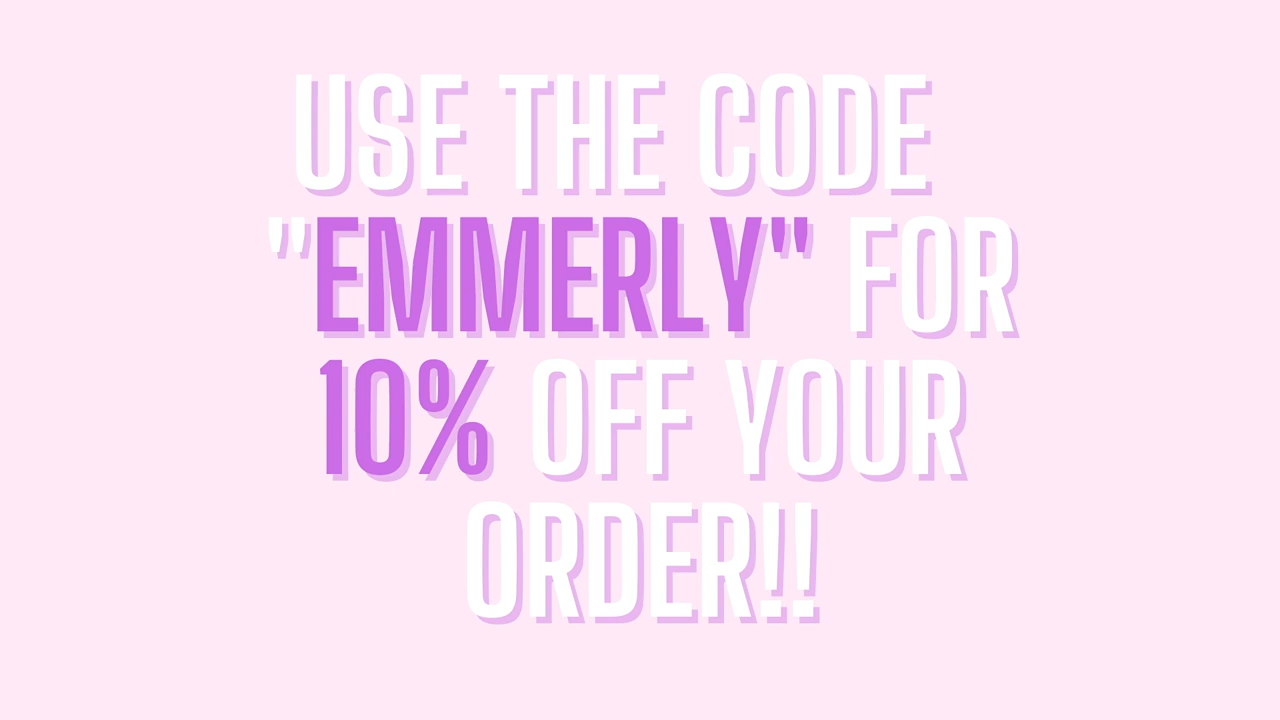 USE THE CODE
"EMMERLY" FOR
10% OFF YOUR
ORDER!!